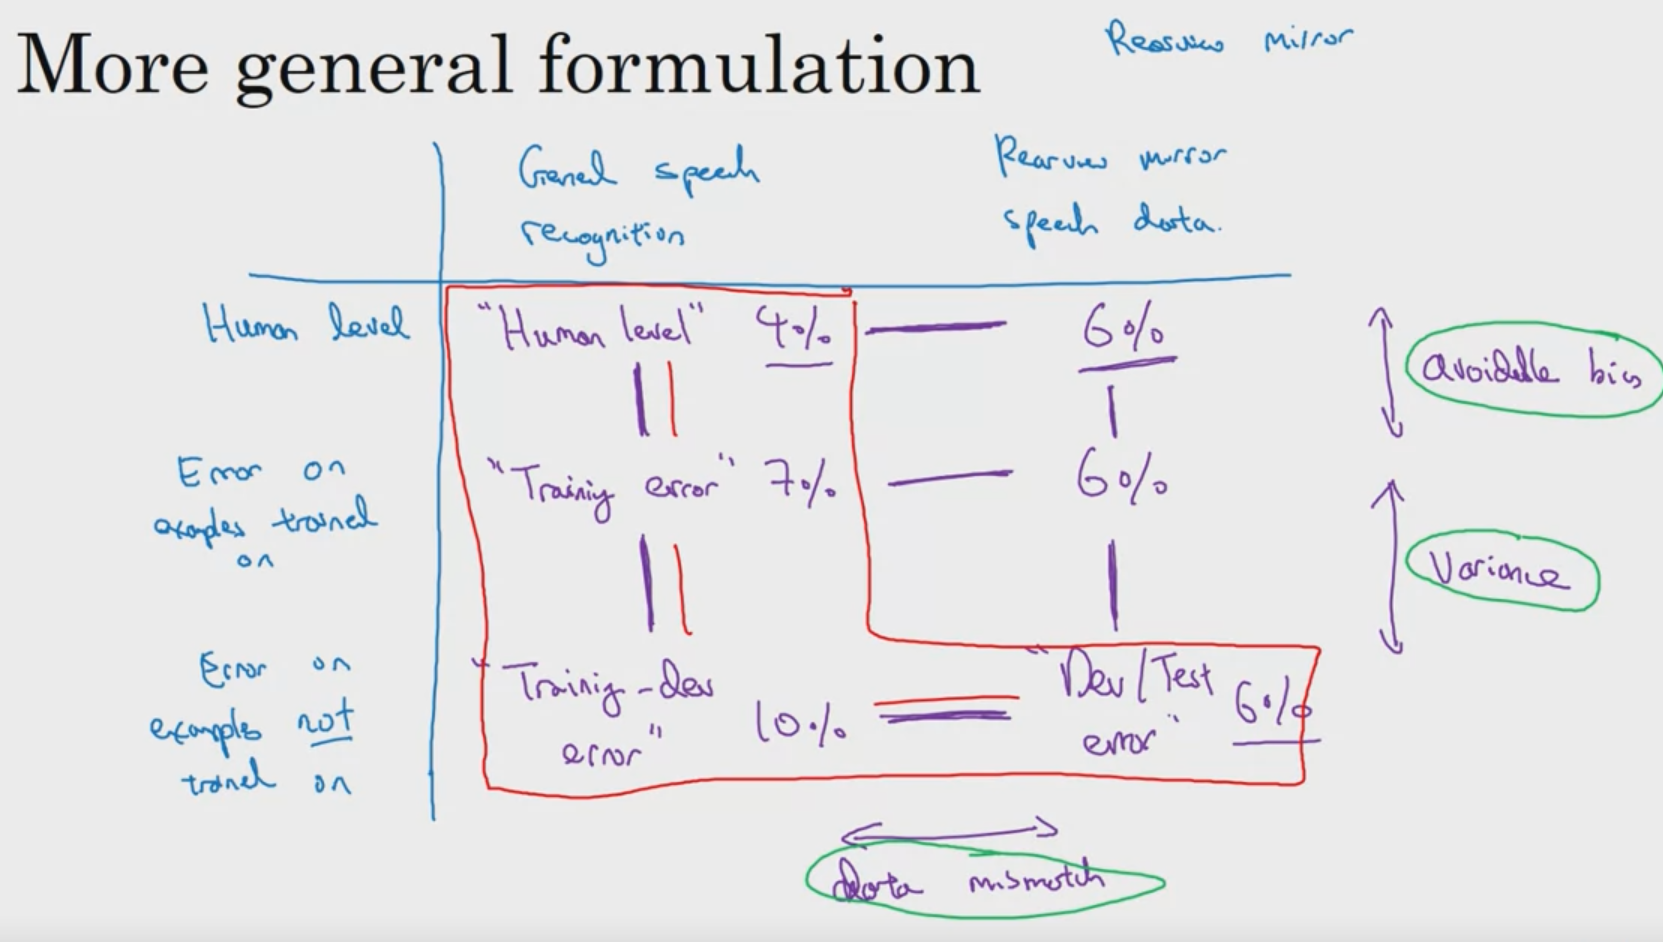 More general formulation
Rearview mirror
General speech
recognition
Rearview mirror
speech data.
Human level
"Human level" 4%
6%
avoidable bias
Error on
examples trained
on
"Training error" 7%
6%
Variance
Error on
examples not
trained on
"Training-dev
error" 10%
"Dev/Test
error" 6%
data mismatch